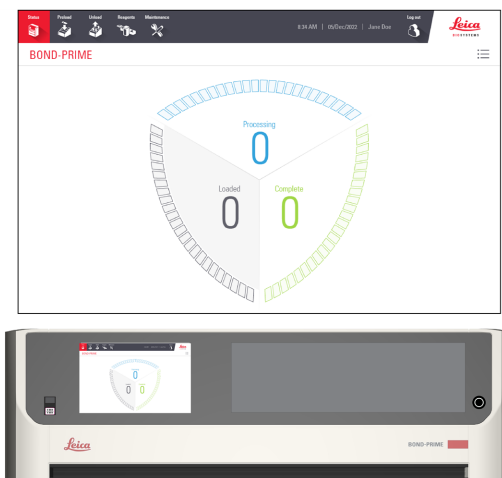 Status Preload Unload Reagents Maintenance
8:34 AM | 05/Dec/2022 | Jane Doe
Log out
Leica
BIOSYSTEMS
BOND-PRIME
Processing
0
Loaded
0
Complete
0
0
0
0
Leica
BOND-PRIME